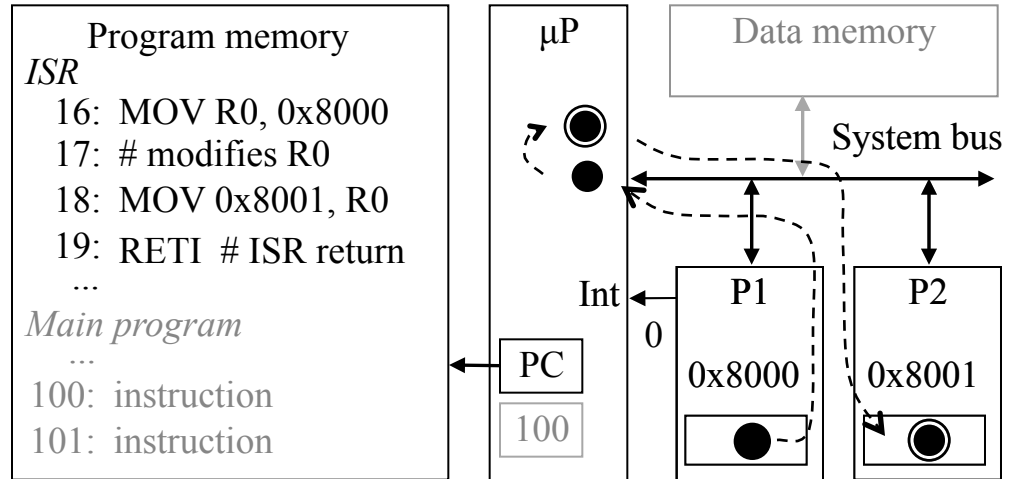 Program memory
ISR
16: MOV R0, 0x8000
17: # modifies R0
18: MOV 0x8001, R0
19: RETI # ISR return
...
Main program
...
100: instruction
101: instruction
μP
Int
PC
100
Data memory
System bus
0
P1
0x8000
P2
0x8001